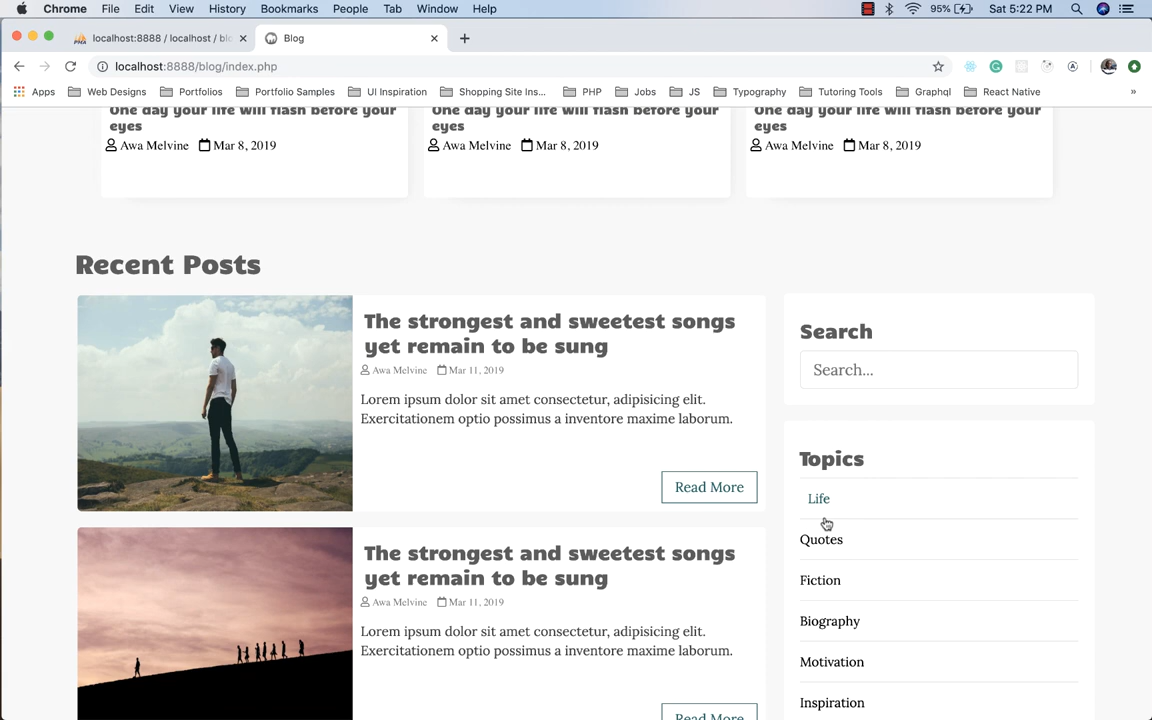 Chrome File Edit View History Bookmarks People Tab Window Help 95% Sat 5:22 PM
localhost:8888 / localhost / blo Blog
localhost:8888/blog/index.php
Apps Web Designs Portfolios Portfolio Samples UI Inspiration Shopping Site Ins... PHP Jobs JS Typography Tutoring Tools Graphql React Native »
One day your life will flash before your
eyes
Awa Melvine Mar 8, 2019
One day your life will flash before your
eyes
Awa Melvine Mar 8, 2019
One day your life will flash before your
eyes
Awa Melvine Mar 8, 2019
Recent Posts
The strongest and sweetest songs
yet remain to be sung
Awa Melvine Mar 11, 2019
Lorem ipsum dolor sit amet consectetur, adipisicing elit.
Exercitationem optio possimus a inventore maxime laborum.
Read More
The strongest and sweetest songs
yet remain to be sung
Awa Melvine Mar 11, 2019
Lorem ipsum dolor sit amet consectetur, adipisicing elit.
Exercitationem optio possimus a inventore maxime laborum.
Read More
Search
Search...
Topics
Life
Quotes
Fiction
Biography
Motivation
Inspiration